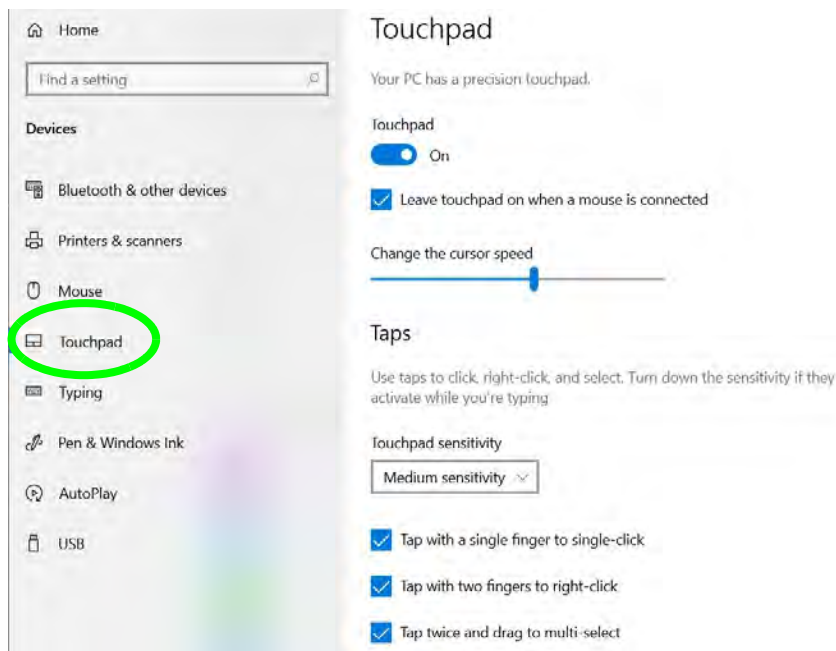 Home
Find a setting
Devices
Bluetooth & other devices
Printers & scanners
Mouse
Touchpad
Typing
Pen & Windows Ink
AutoPlay
USB
Touchpad
Your PC has a precision touchpad.
Touchpad
On
Leave touchpad on when a mouse is connected
Change the cursor speed
Taps
Use taps to click, right-click, and select. Turn down the sensitivity if they
activate while you're typing
Touchpad sensitivity
Medium sensitivity
Tap with a single finger to single-click
Tap with two fingers to right-click
Tap twice and drag to multi-select